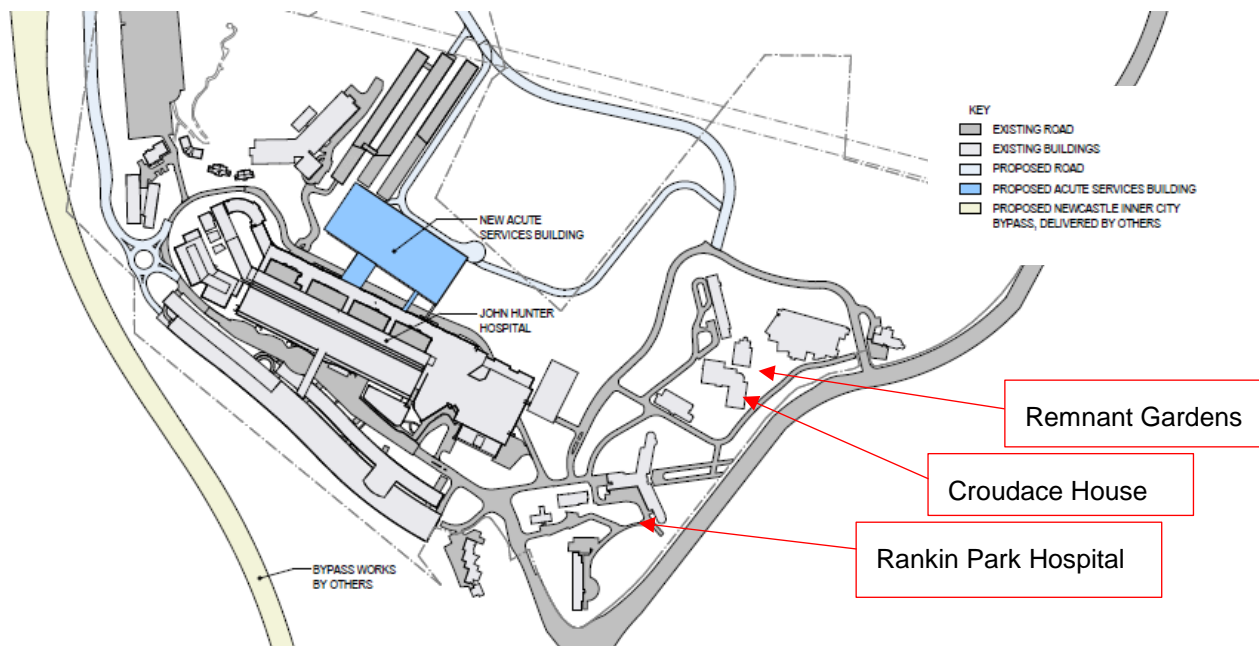 KEY
EXISTING ROAD
EXISTING BUILDINGS
PROPOSED ROAD
PROPOSED ACUTE SERVICES BUILDING
PROPOSED NEWCASTLE INNER CITY
BYPASS, DELIVERED BY OTHERS
NEW ACUTE
SERVICES BUILDING
JOHN HUNTER
HOSPITAL
Remnant Gardens
Croudace House
Rankin Park Hospital
BYPASS WORKS
BY OTHERS